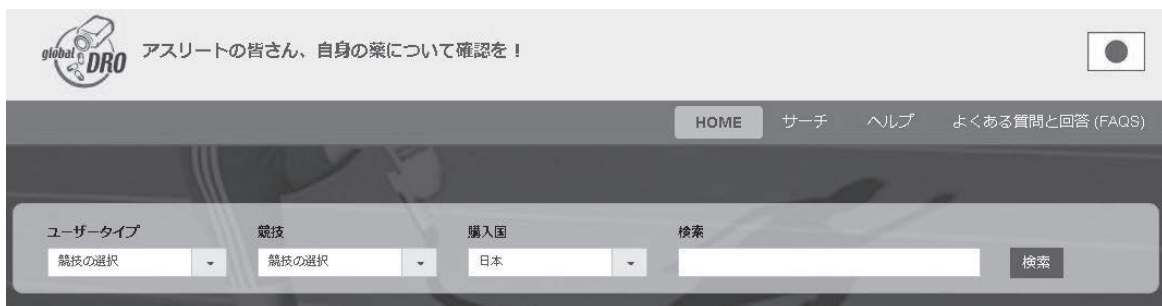 global DRO
アスリートの皆さん、自身の薬について確認を！
HOME サーチ ヘルプ よくある質問と回答 (FAQS)
ユーザータイプ 競技 購入国 検索
競技の選択 競技の選択 日本 検索